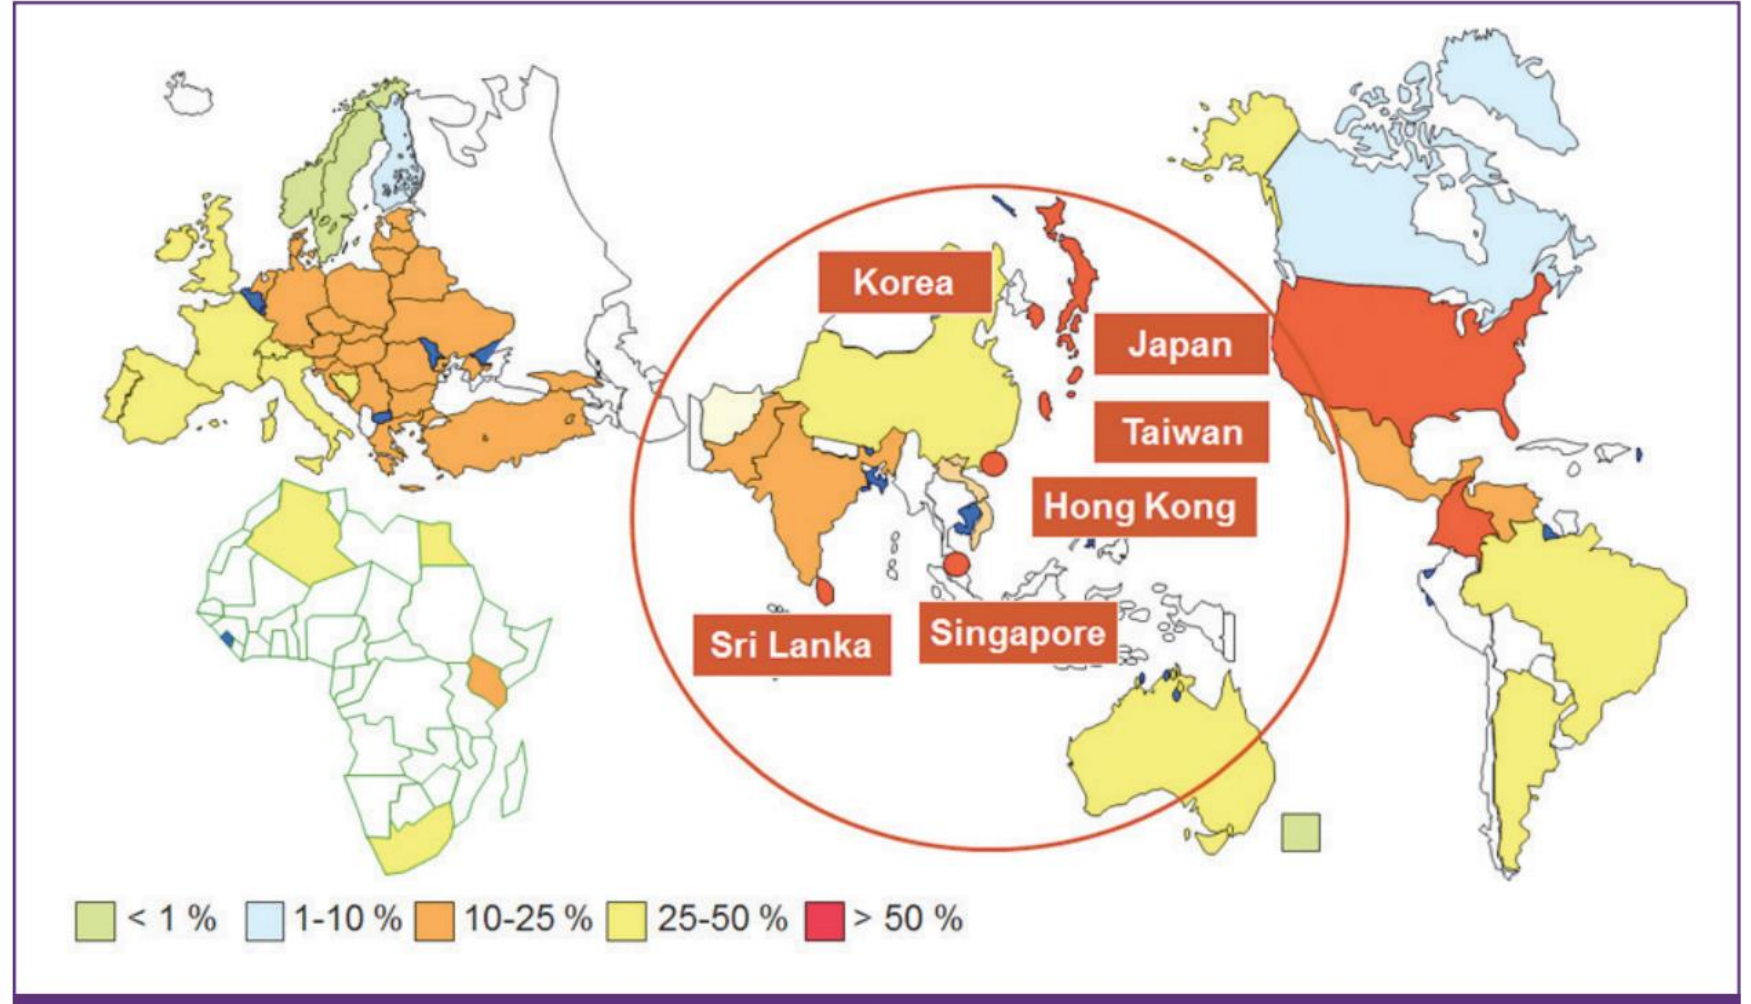 Korea
Japan
Taiwan
Hong Kong
Singapore
Sri Lanka
< 1 % 1-10 % 10-25 % 25-50 % > 50 %